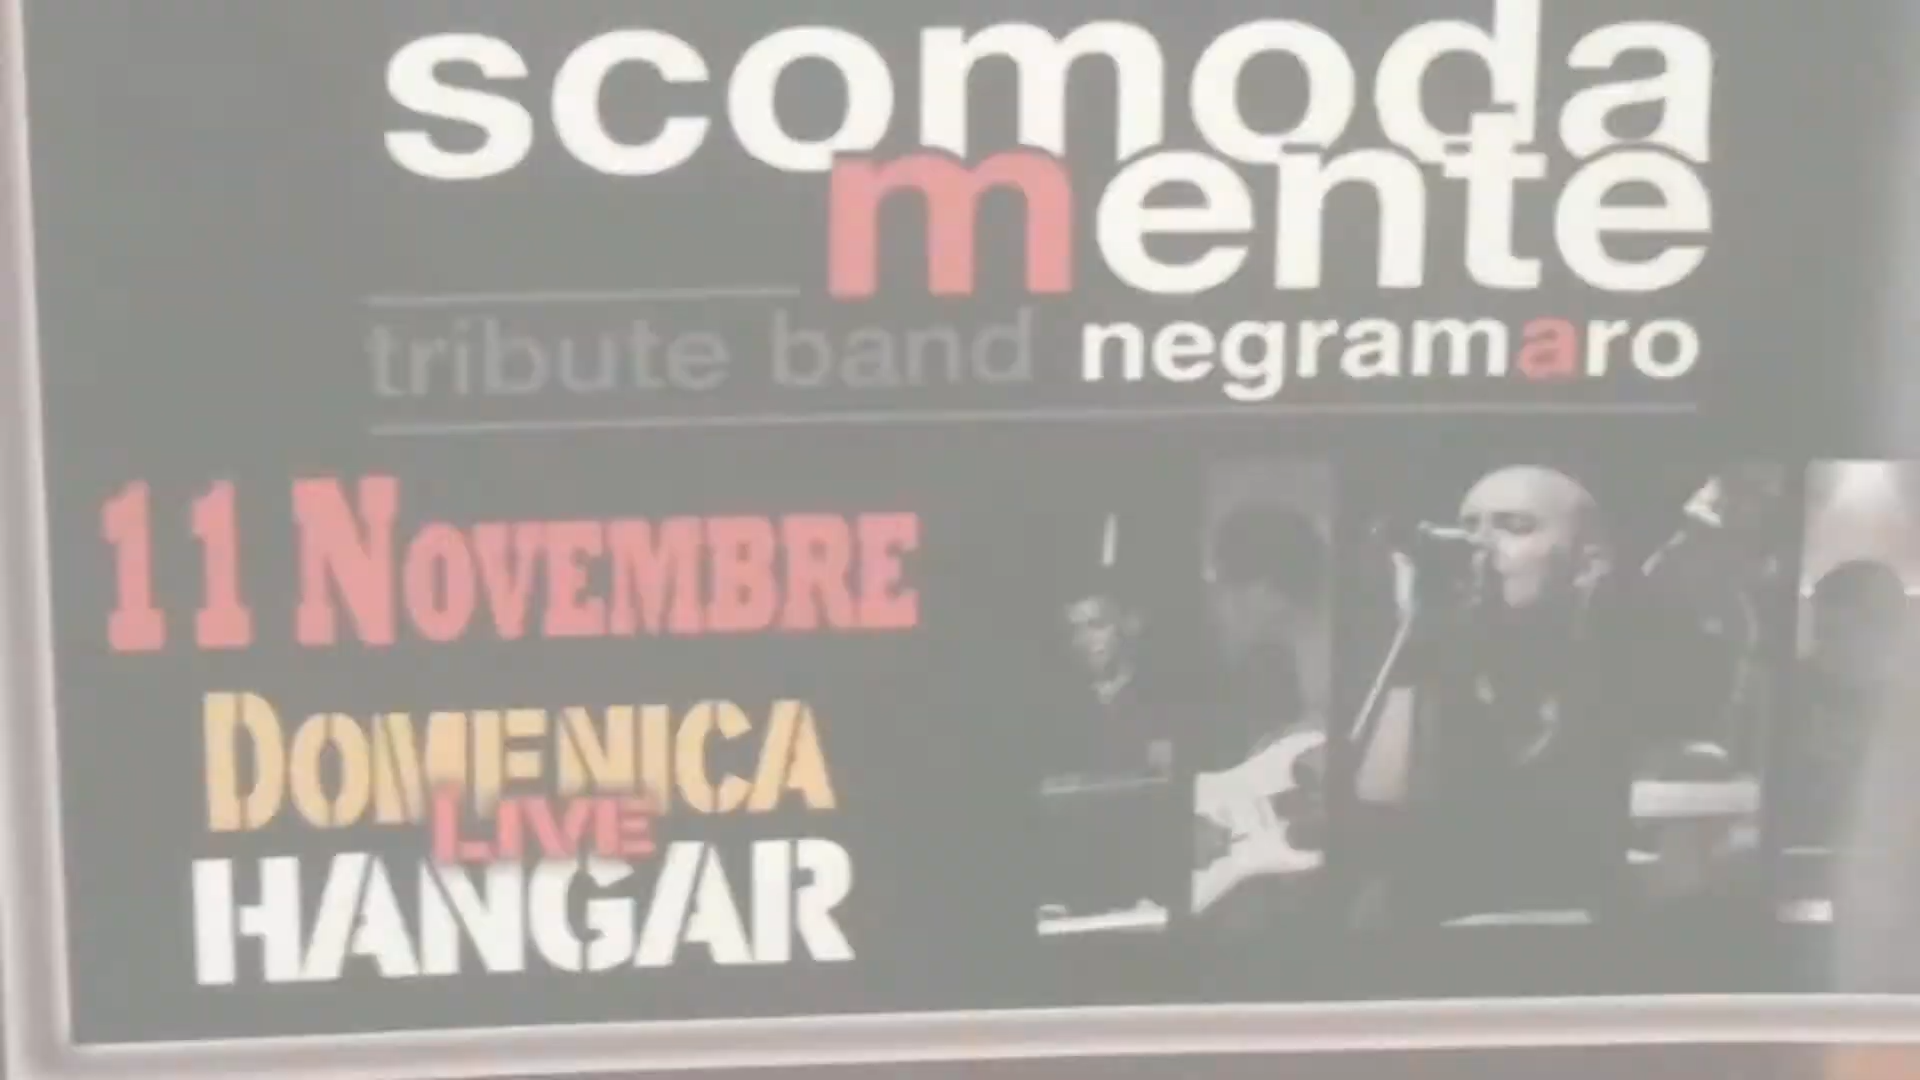 scomoda
mente
tribute band negramaro
11 NOVEMBRE
DOMENICA
LIVE
HANGAR